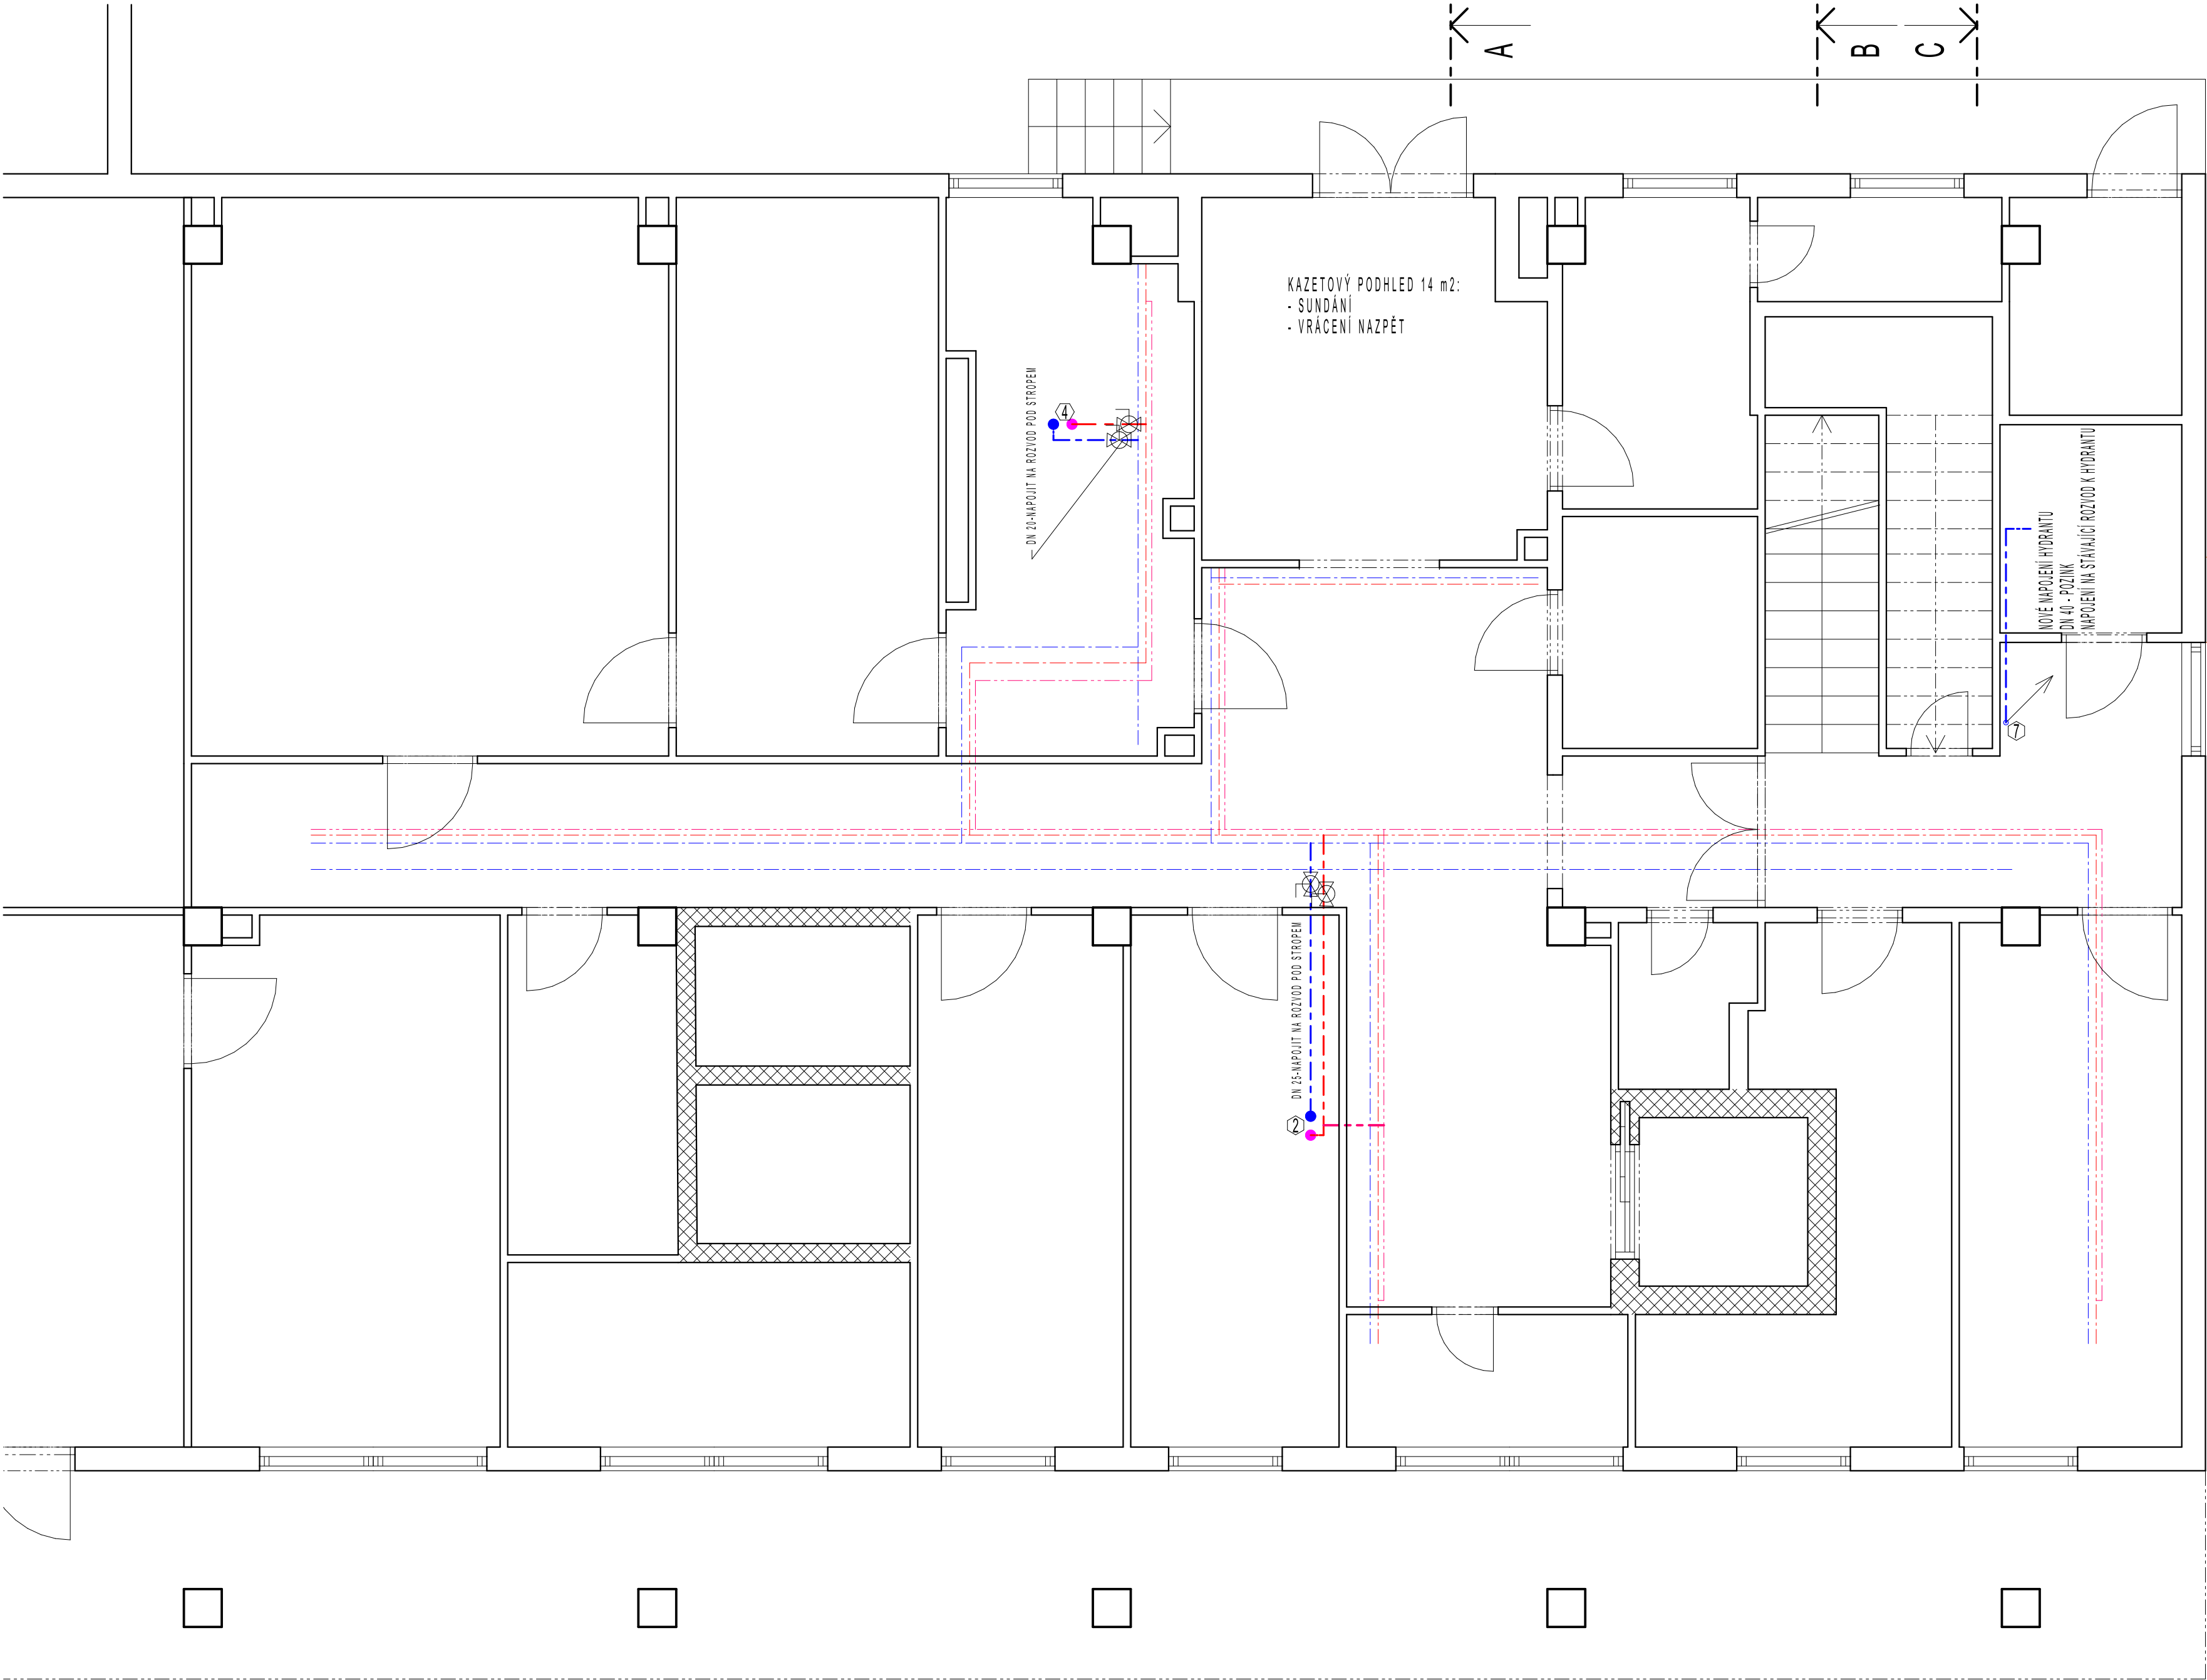 A
B
C
KAZETOVÝ PODHLED 14 m2:
- SUNDÁNÍ
- VRÁCENÍ NAZPĚT
DN 20-NAPOJIT NA ROZVOD POD STROPEM
4
NOVÉ NAPOJENÍ HYDRANTU
DN 40 - POZINK
NAPOJENÍ NA STÁVAJÍCÍ ROZVOD K HYDRANTU
7
DN 25-NAPOJIT NA ROZVOD POD STROPEM
2